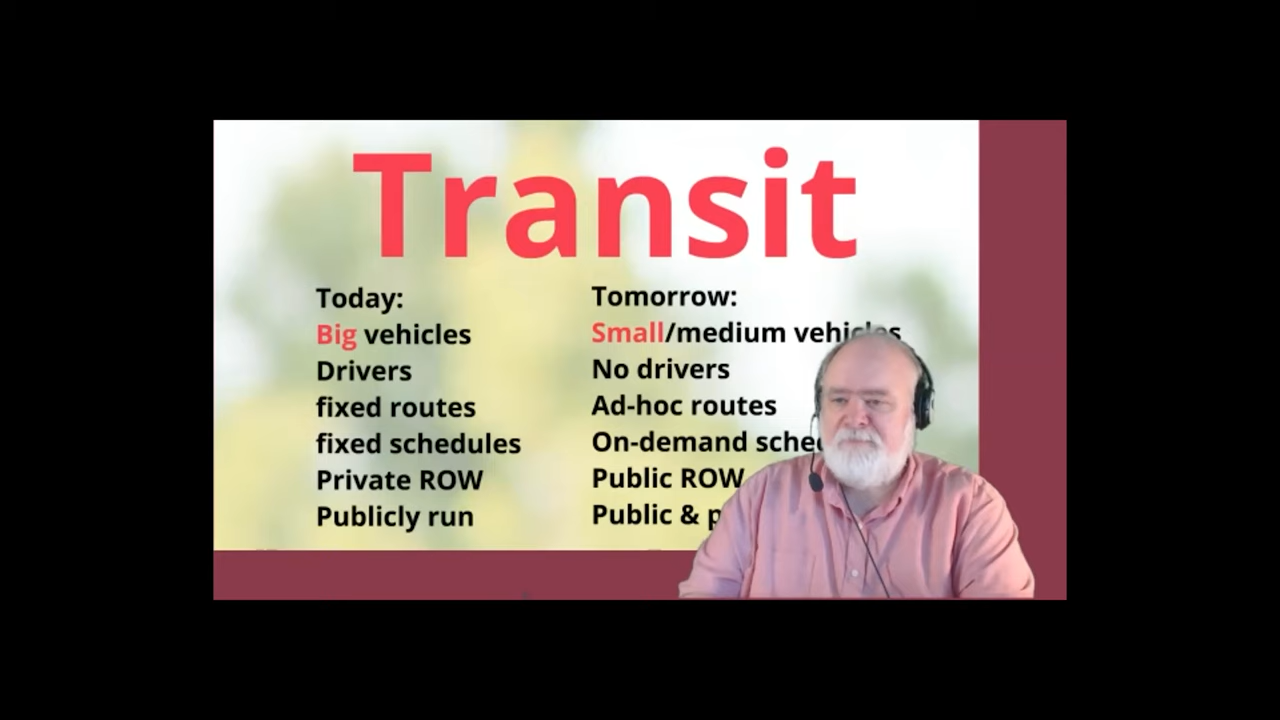 Transit
Today:
Big vehicles
Drivers
fixed routes
fixed schedules
Private ROW
Publicly run
Tomorrow:
Small/medium vehicles
No drivers
Ad-hoc routes
On-demand
Public ROW
Public &